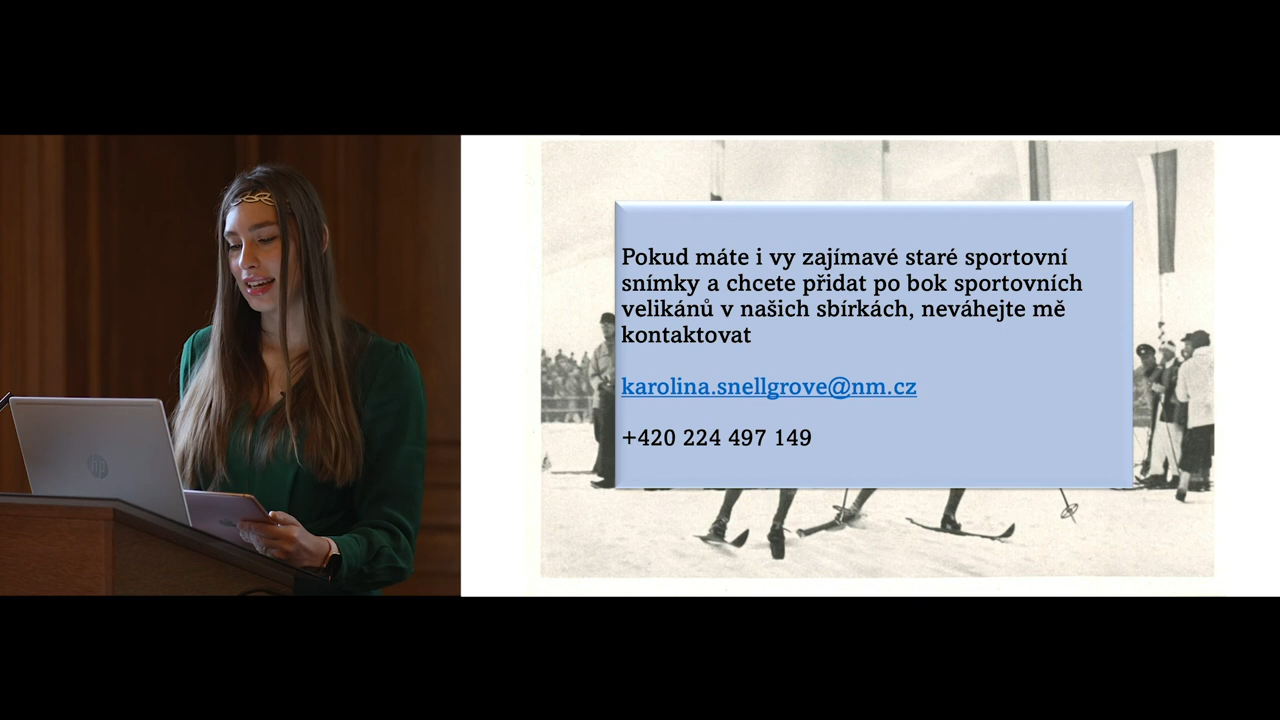 Pokud máte i vy zajímavé staré sportovní
snímky a chcete přidat po bok sportovních
velikánů v našich sbírkách, neváhejte mě
kontaktovat
karolina.snellgrove@nm.cz
+420 224 497 149
hp